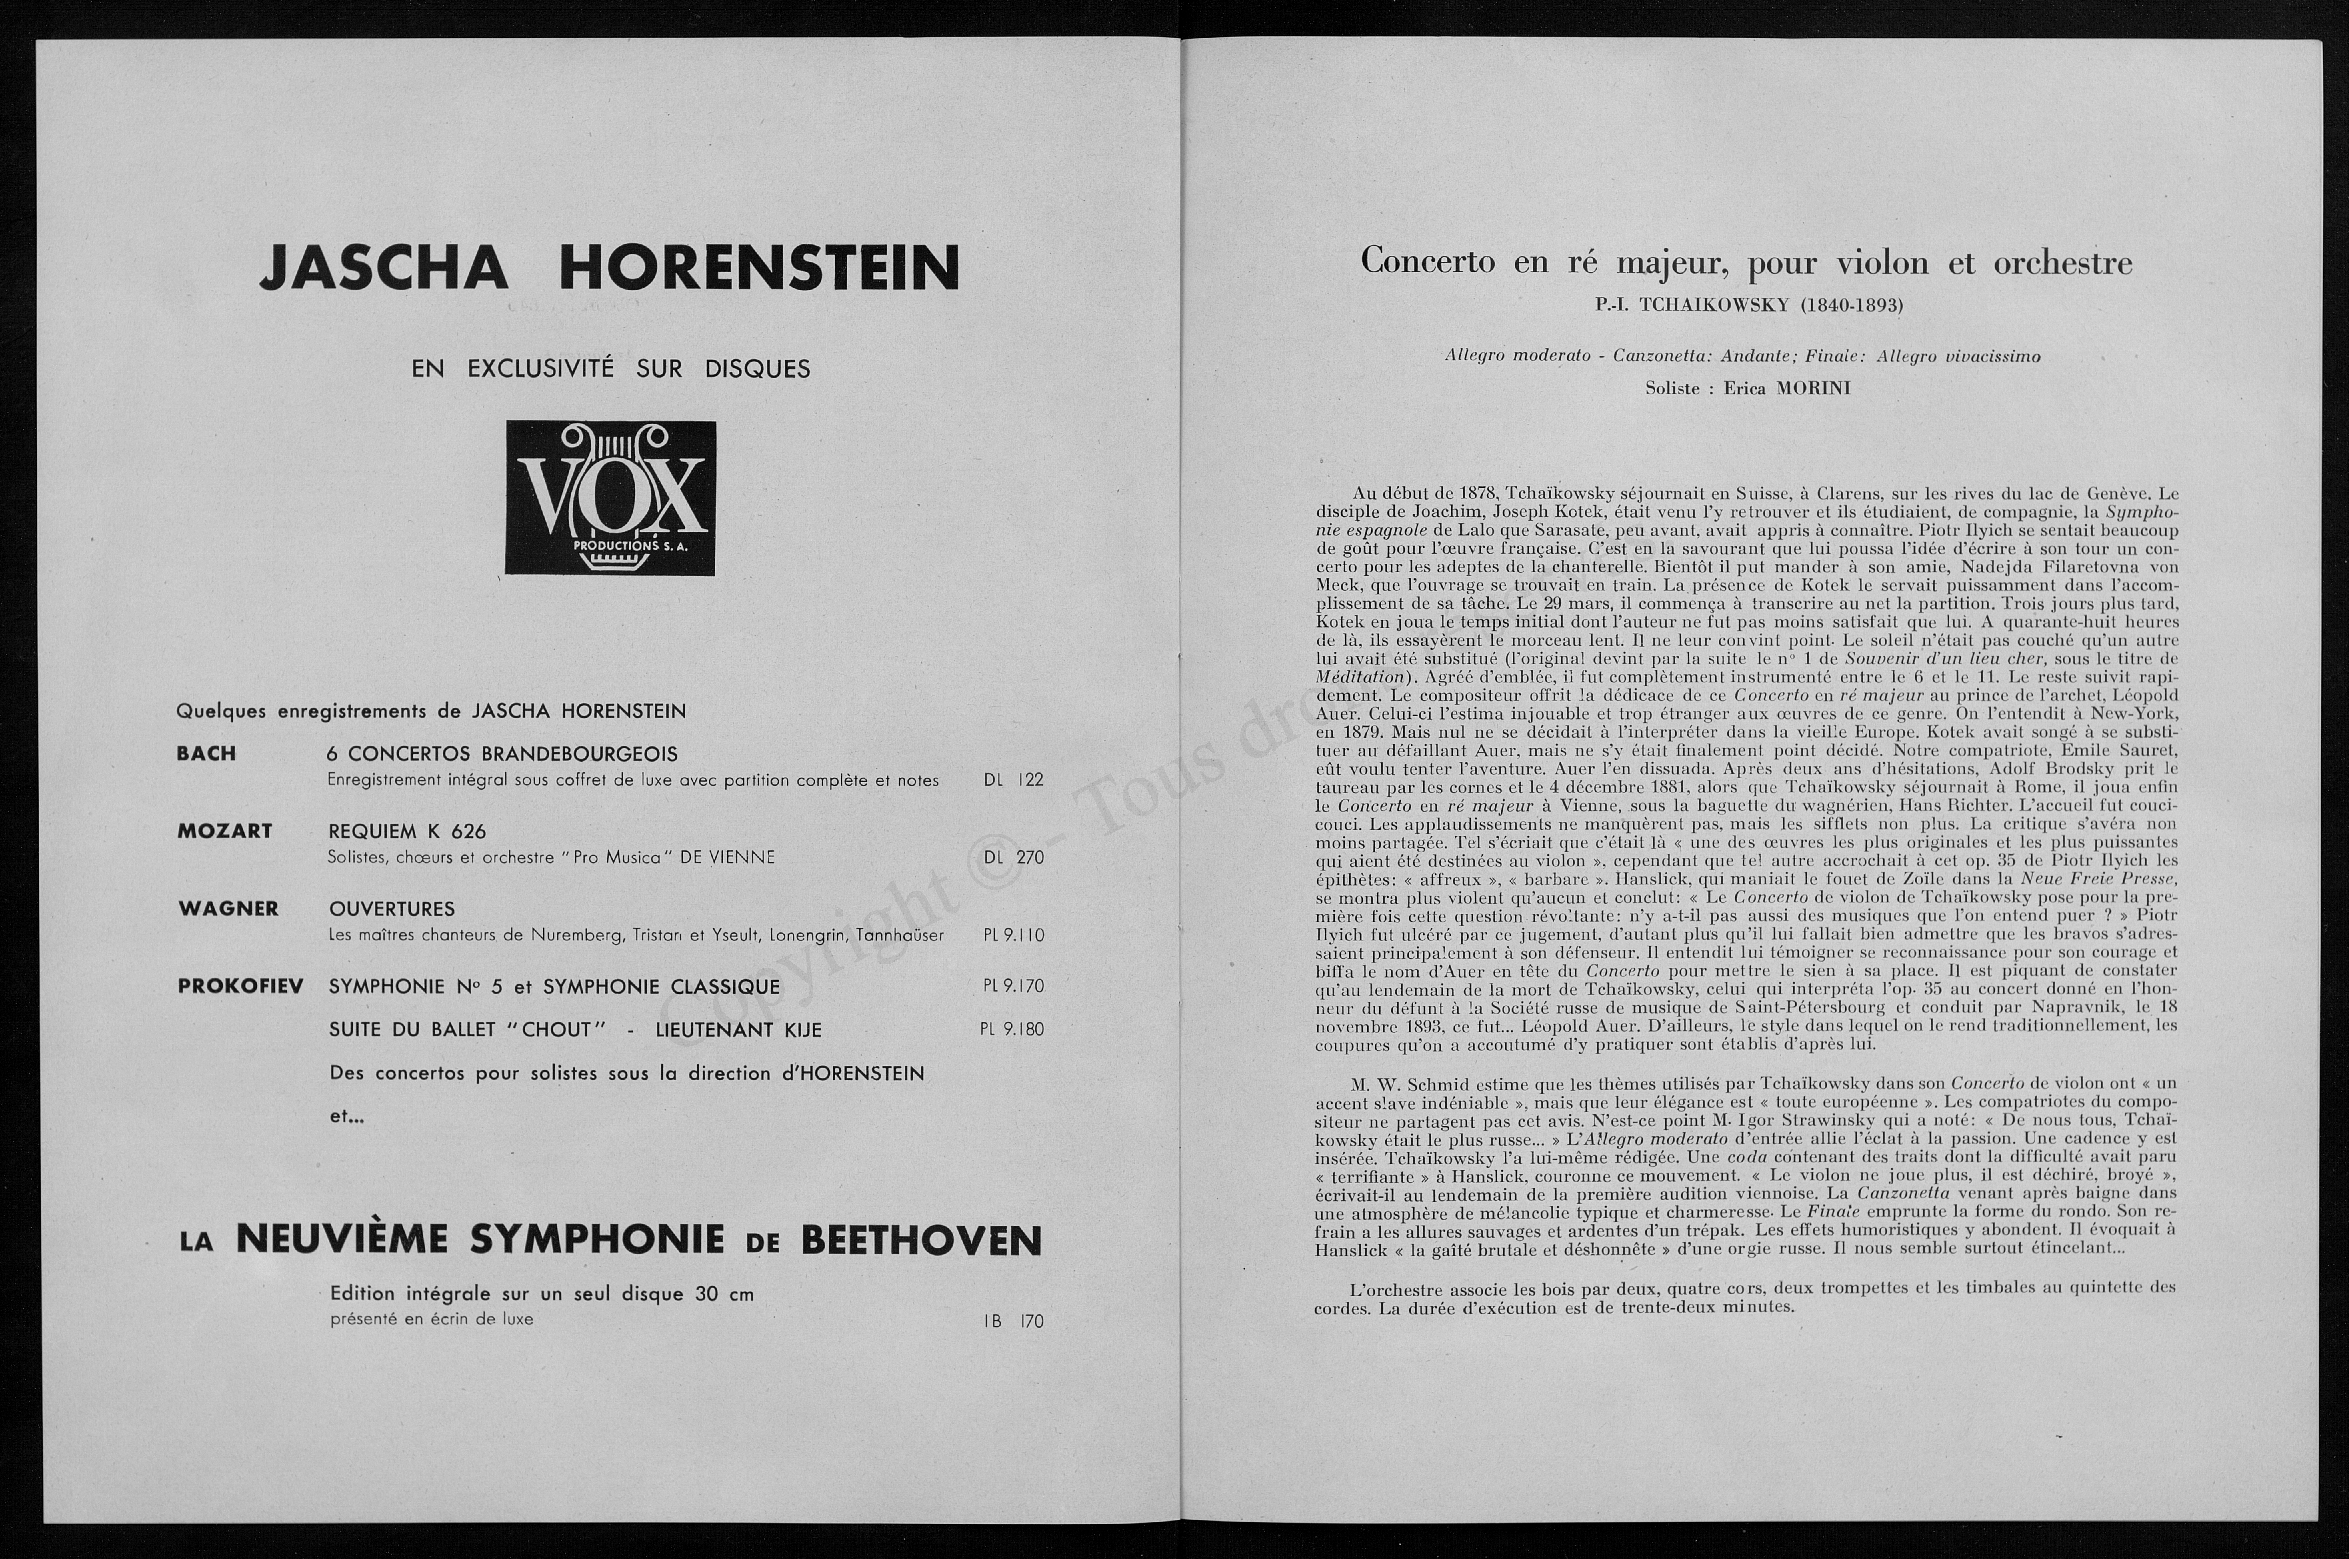 JASCHA HORENSTEIN
EN EXCLUSIVITÉ SUR DISQUES
VOX
PRODUCTIONS S. A.
Quelques enregistrements de JASCHA HORENSTEIN
BACH 6 CONCERTOS BRANDEBOURGEOIS
Enregistrement intégral sous coffret de luxe avec partition complète et notes DL 122
MOZART REQUIEM K 626
Solistes, chœurs et orchestre "Pro Musica" DE VIENNE DL 270
WAGNER OUVERTURES
Les maîtres chanteurs de Nuremberg, Tristan et Yseult, Lonengrin, Tannhaüser PL 9.110
PROKOFIEV SYMPHONIE Nº 5 et SYMPHONIE CLASSIQUE PL 9.170
SUITE DU BALLET "CHOUT" - LIEUTENANT KIJE PL 9.180
Des concertos pour solistes sous la direction d'HORENSTEIN
et...
LA NEUVIÈME SYMPHONIE DE BEETHOVEN
Edition intégrale sur un seul disque 30 cm
présenté en écrin de luxe IB 170
Concerto en ré majeur, pour violon et orchestre
P.-I. TCHAIKOWSKY (1840-1893)
Allegro moderato - Canzonetta: Andante; Finale: Allegro vivacissimo
Soliste : Erica MORINI
Au début de 1878, Tchaïkowsky séjournait en Suisse, à Clarens, sur les rives du lac de Genève. Le
disciple de Joachim, Joseph Kotek, était venu l'y retrouver et ils étudiaient, de compagnie, la Sympho-
nie espagnole de Lalo que Sarasate, peu avant, avait appris à connaître. Piotr Ilyich se sentait beaucoup
de goût pour l'œuvre française. C'est en la savourant que lui poussa l'idée d'écrire à son tour un con-
certo pour les adeptes de la chanterelle. Bientôt il put mander à son amie, Nadejda Filaretovna von
Meck, que l'ouvrage se trouvait en train. La présence de Kotek le servait puissamment dans l'accom-
plissement de sa tâche. Le 29 mars, il commença à transcrire au net la partition. Trois jours plus tard,
Kotek en joua le temps initial dont l'auteur ne fut pas moins satisfait que lui. A quarante-huit heures
de là, ils essayèrent le morceau lent. Il ne leur convint point. Le soleil n'était pas couché qu'un autre
lui avait été substitué (l'original devint par la suite le nº 1 de Souvenir d'un lieu cher, sous le titre de
Méditation). Agréé d'emblée, il fut complètement instrumenté entre le 6 et le 11. Le reste suivit rapi-
dement. Le compositeur offrit la dédicace de ce Concerto en ré majeur au prince de l'archet, Léopold
Auer. Celui-ci l'estima injouable et trop étranger aux œuvres de ce genre. On l'entendit à New-York,
en 1879. Mais nul ne se décidait à l'interpréter dans la vieille Europe. Kotek avait songé à se substi-
tuer au défaillant Auer, mais ne s'y était finalement point décidé. Notre compatriote, Emile Sauret,
eût voulu tenter l'aventure. Auer l'en dissuada. Après deux ans d'hésitations, Adolf Brodsky prit le
taureau par les cornes et le 4 décembre 1881, alors que Tchaïkowsky séjournait à Rome, il joua enfin
le Concerto en ré majeur à Vienne, sous la baguette du wagnérien, Hans Richter. L'accueil fut couci-
couci. Les applaudissements ne manquèrent pas, mais les sifflets non plus. La critique s'avéra non
moins partagée. Tel s'écriait que c'était là « une des œuvres les plus originales et les plus puissantes
qui aient été destinées au violon », cependant que tel autre accrochait à cet op. 35 de Piotr Ilyich les
épithètes: « affreux », « barbare ». Hanslick, qui maniait le fouet de Zoïle dans la Neue Freie Presse,
se montra plus violent qu'aucun et conclut: « Le Concerto de violon de Tchaïkowsky pose pour la pre-
mière fois cette question révoltante: n'y a-t-il pas aussi des musiques que l'on entend puer ? » Piotr
Ilyich fut ulcéré par ce jugement, d'autant plus qu'il lui fallait bien admettre que les bravos s'adres-
saient principalement à son défenseur. Il entendit lui témoigner se reconnaissance pour son courage et
biffa le nom d'Auer en tête du Concerto pour mettre le sien à sa place. Il est piquant de constater
qu'au lendemain de la mort de Tchaïkowsky, celui qui interpréta l'op. 35 au concert donné en l'hon-
neur du défunt à la Société russe de musique de Saint-Pétersbourg et conduit par Napravnik, le 18
novembre 1893, ce fut... Léopold Auer. D'ailleurs, le style dans lequel on le rend traditionnellement, les
coupures qu'on a accoutumé d'y pratiquer sont établis d'après lui.
M. W. Schmid estime que les thèmes utilisés par Tchaïkowsky dans son Concerto de violon ont « un
accent slave indéniable », mais que leur élégance est « toute européenne ». Les compatriotes du compo-
siteur ne partagent pas cet avis. N'est-ce point M. Igor Strawinsky qui a noté: « De nous tous, Tchaï-
kowsky était le plus russe... » L'Allegro moderato d'entrée allie l'éclat à la passion. Une cadence y est
insérée. Tchaïkowsky l'a lui-même rédigée. Une coda contenant des traits dont la difficulté avait paru
« terrifiante » à Hanslick, couronne ce mouvement. « Le violon ne joue plus, il est déchiré, broyé »,
écrivait-il au lendemain de la première audition viennoise. La Canzonetta venant après baigne dans
une atmosphère de mélancolie typique et charmeresse. Le Finale emprunte la forme du rondo. Son re-
frain a les allures sauvages et ardentes d'un trépak. Les effets humoristiques y abondent. Il évoquait à
Hanslick « la gaîté brutale et déshonnête » d'une orgie russe. Il nous semble surtout étincelant...
L'orchestre associe les bois par deux, quatre cors, deux trompettes et les timbales au quintette des
cordes. La durée d'exécution est de trente-deux minutes.
Copyright © - Tous dro